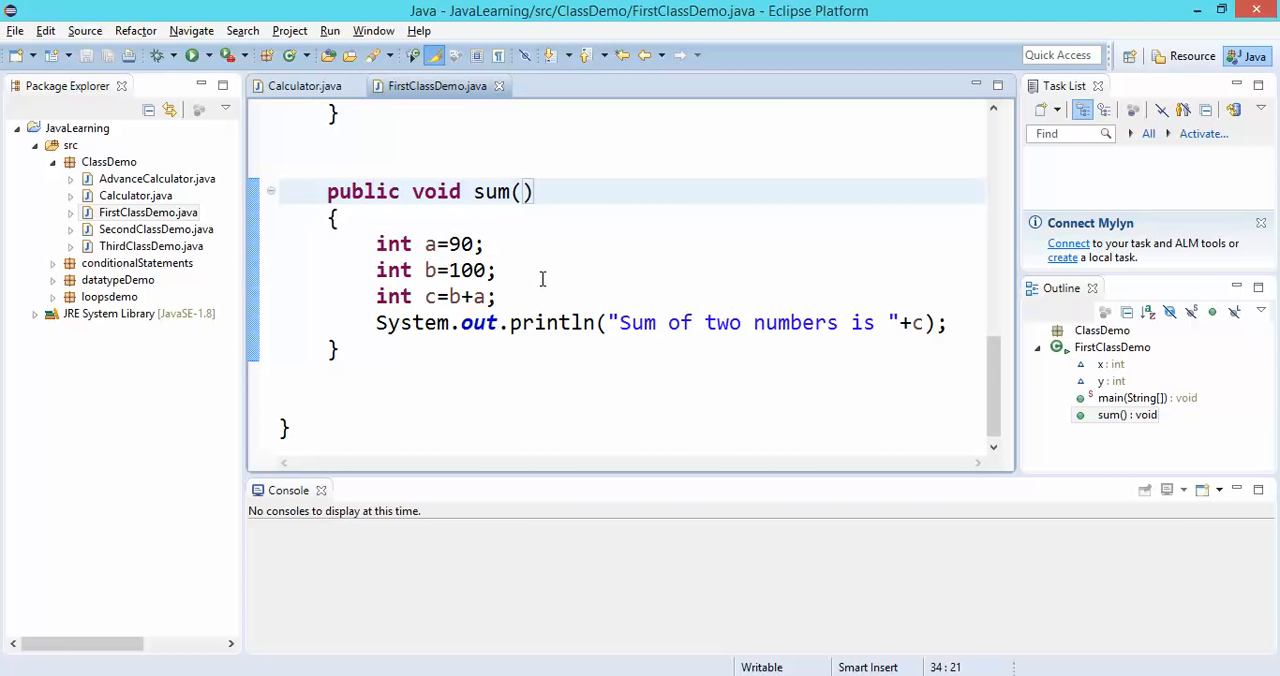 Java - JavaLearning/src/ClassDemo/FirstClassDemo.java - Eclipse Platform
File Edit Source Refactor Navigate Search Project Run Window Help
Quick Access Resource Java
Package Explorer
JavaLearning
src
ClassDemo
AdvanceCalculator.java
Calculator.java
FirstClassDemo.java
SecondClassDemo.java
ThirdClassDemo.java
conditionalStatements
datatypeDemo
loopsdemo
JRE System Library [JavaSE-1.8]
Calculator.java FirstClassDemo.java
}
public void sum()
{
int a=90;
int b=100;
int c=b+a;
System.out.println("Sum of two numbers is "+c);
}
}
Task List
Find All Activate...
Connect Mylyn
Connect to your task and ALM tools or
create a local task.
Outline
ClassDemo
FirstClassDemo
x : int
y : int
main(String[]) : void
sum() : void
Console
No consoles to display at this time.
Writable Smart Insert 34 : 21